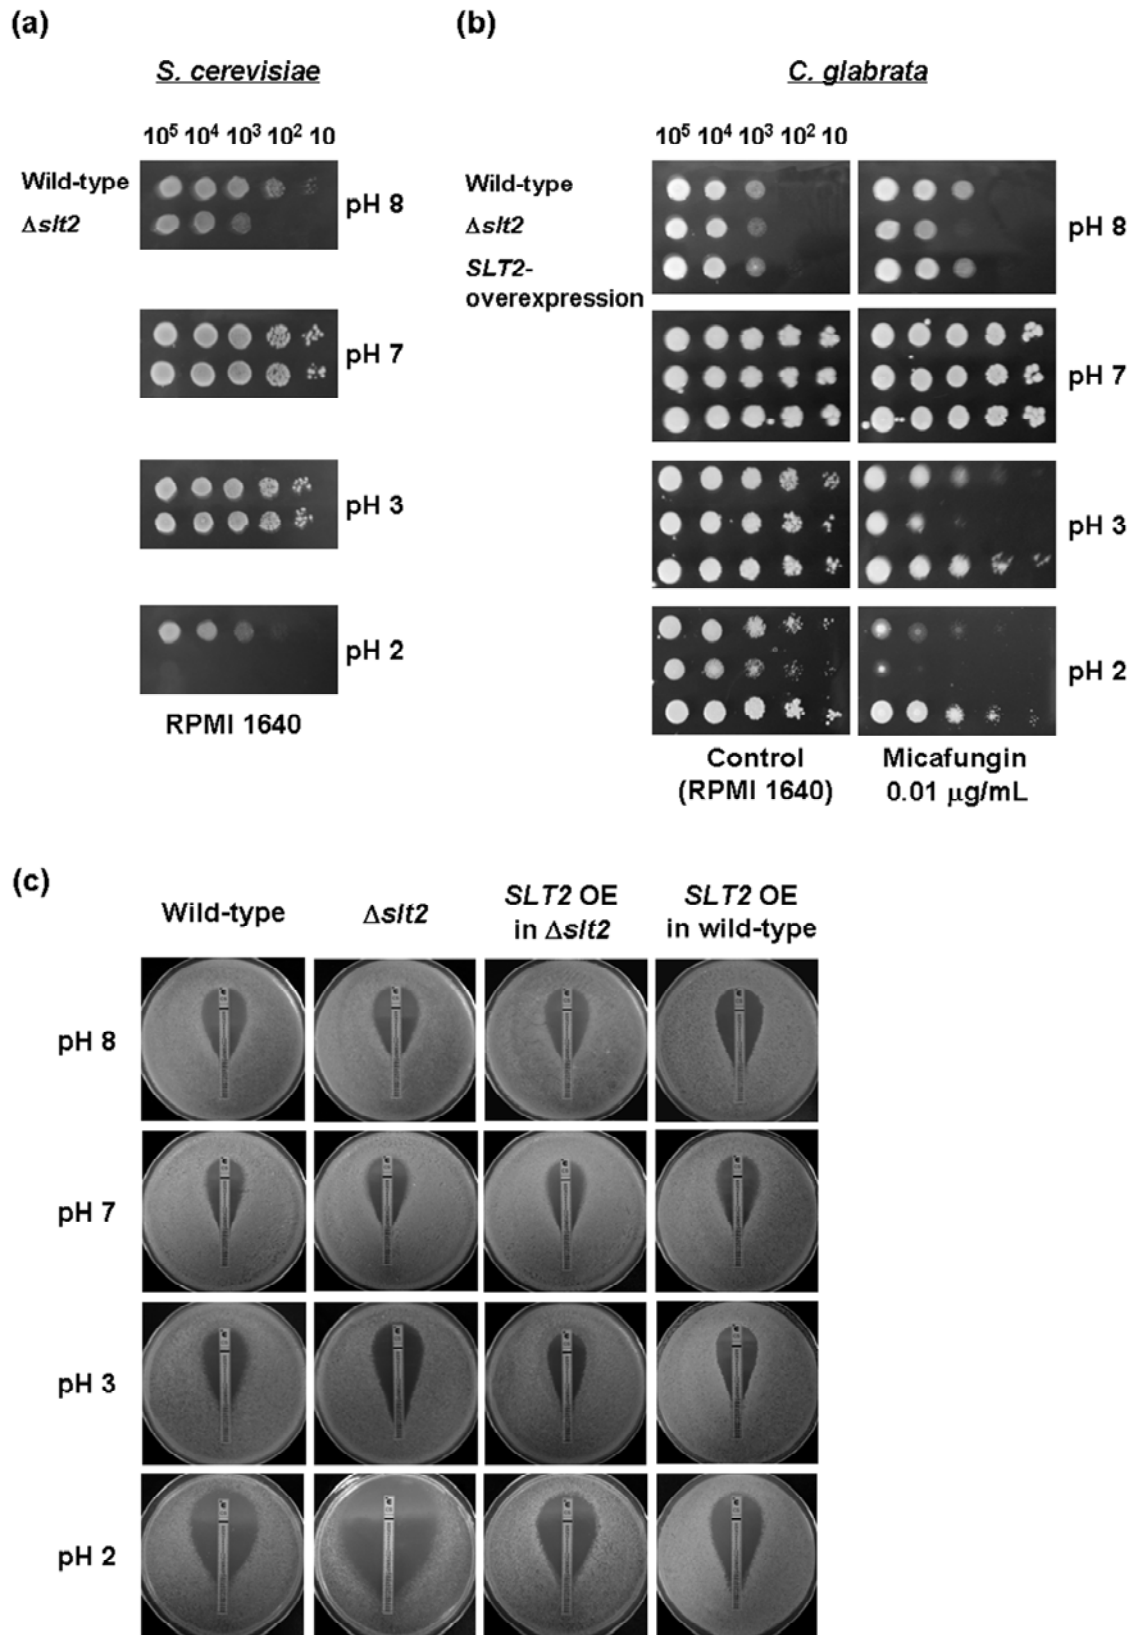 (a)
S. cerevisiae
10⁵ 10⁴ 10³ 10² 10
Wild-type
Δslt2
pH 8
pH 7
pH 3
pH 2
RPMI 1640
(b)
C. glabrata
10⁵ 10⁴ 10³ 10² 10
Wild-type
Δslt2
SLT2-
overexpression
pH 8
pH 7
pH 3
pH 2
Control
(RPMI 1640)
Micafungin
0.01 μg/mL
(c)
Wild-type
Δslt2
SLT2 OE
in Δslt2
SLT2 OE
in wild-type
pH 8
pH 7
pH 3
pH 2